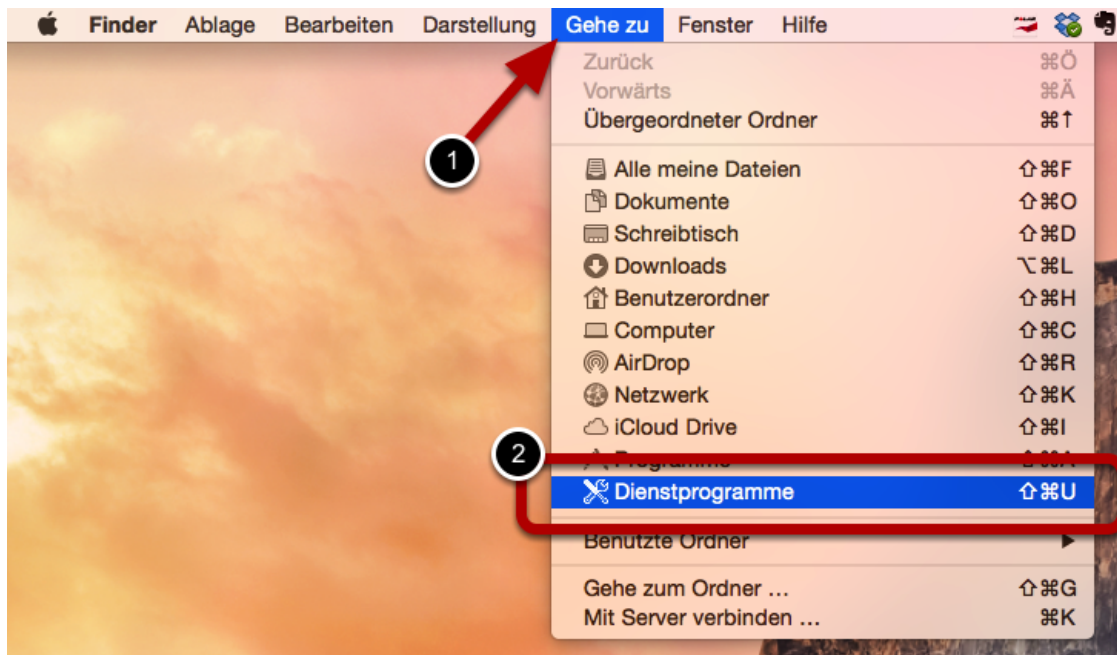 Finder Ablage Bearbeiten Darstellung Gehe zu Fenster Hilfe
Zurück ⌘Ö
Vorwärts ⌘Ä
Übergeordneter Ordner ⌘↑
1
Alle meine Dateien ⇧⌘F
Dokumente ⇧⌘O
Schreibtisch ⇧⌘D
Downloads ⌥⌘L
Benutzerordner ⇧⌘H
Computer ⇧⌘C
AirDrop ⇧⌘R
Netzwerk ⇧⌘K
iCloud Drive ⇧⌘I
2
Programme ⇧⌘A
Dienstprogramme ⇧⌘U
Benutzte Ordner ▶
Gehe zum Ordner … ⇧⌘G
Mit Server verbinden … ⌘K